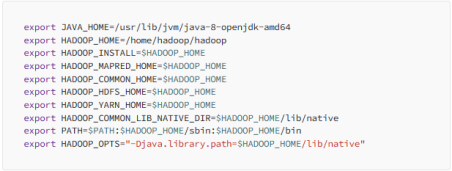 export JAVA_HOME=/usr/lib/jvm/java-8-openjdk-amd64
export HADOOP_HOME=/home/hadoop/hadoop
export HADOOP_INSTALL=$HADOOP_HOME
export HADOOP_MAPRED_HOME=$HADOOP_HOME
export HADOOP_COMMON_HOME=$HADOOP_HOME
export HADOOP_HDFS_HOME=$HADOOP_HOME
export HADOOP_YARN_HOME=$HADOOP_HOME
export HADOOP_COMMON_LIB_NATIVE_DIR=$HADOOP_HOME/lib/native
export PATH=$PATH:$HADOOP_HOME/sbin:$HADOOP_HOME/bin
export HADOOP_OPTS="-Djava.library.path=$HADOOP_HOME/lib/native"